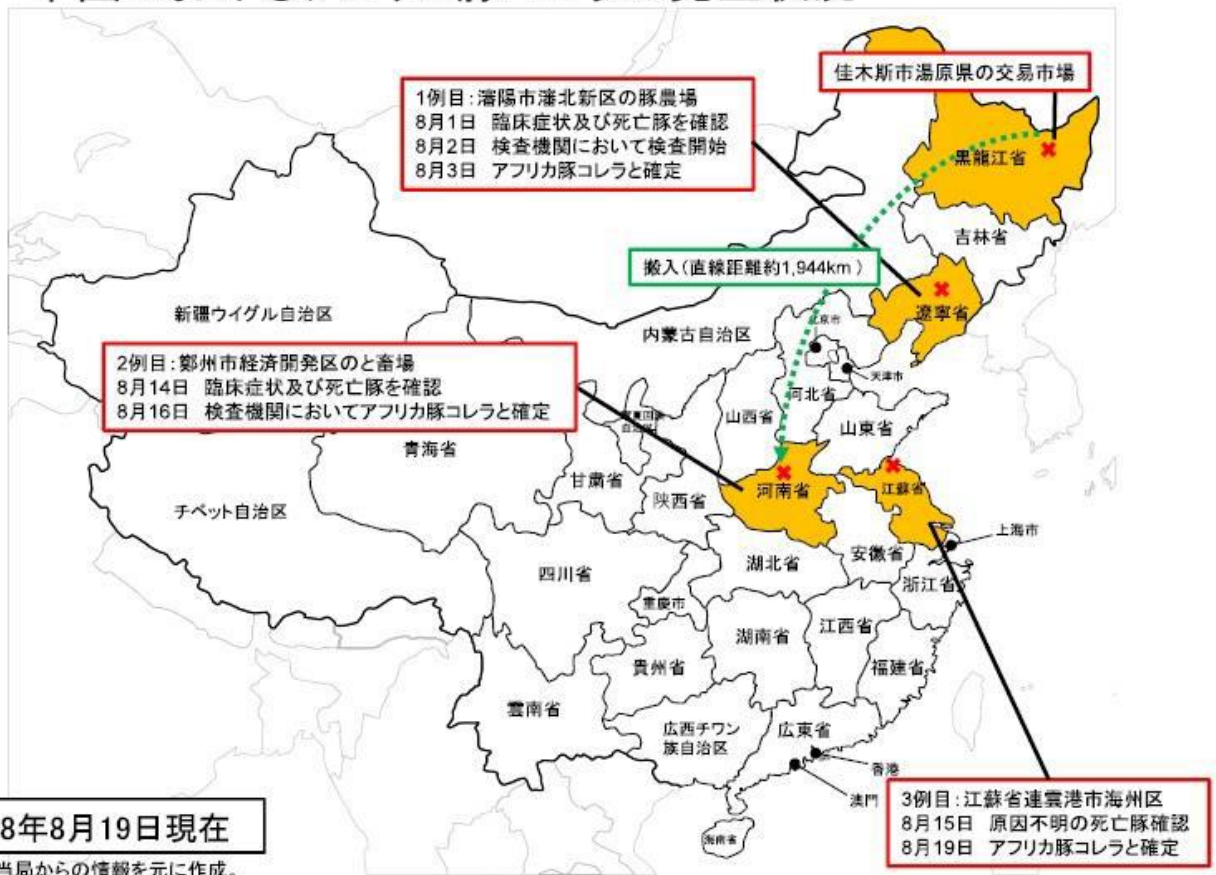 佳木斯市湯原県の交易市場
1例目:瀋陽市瀋北新区の豚農場
8月1日 臨床症状及び死亡豚を確認
8月2日 検査機関において検査開始
8月3日 アフリカ豚コレラと確定
黒龍江省
吉林省
搬入(直線距離約1,944km)
遼寧省
新疆ウイグル自治区
内蒙古自治区
京市
天津市
2例目:鄭州市経済開発区のと畜場
8月14日 臨床症状及び死亡豚を確認
8月16日 検査機関においてアフリカ豚コレラと確定
河北省
山西省
山東省
青海省
甘粛省
陝西省
河南省
江蘇省
チベット自治区
上海市
安徽省
湖北省
四川省
浙江省
重慶市
湖南省
江西省
貴州省
福建省
雲南省
広西チワン
族自治区
広東省
香港
澳門
海南省
3例目:江蘇省連雲港市海州区
8月15日 原因不明の死亡豚確認
8月19日 アフリカ豚コレラと確定
8年8月19日現在
当局からの情報を元に作成。